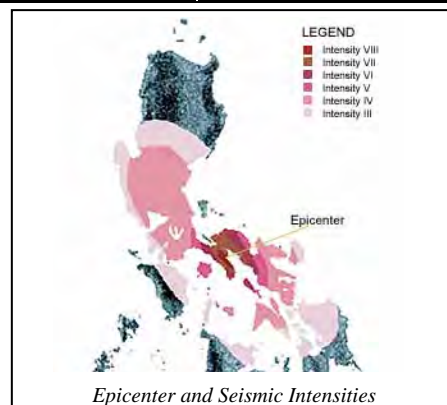 LEGEND
Intensity VIII
Intensity VII
Intensity VI
Intensity V
Intensity IV
Intensity III
Epicenter
Epicenter and Seismic Intensities